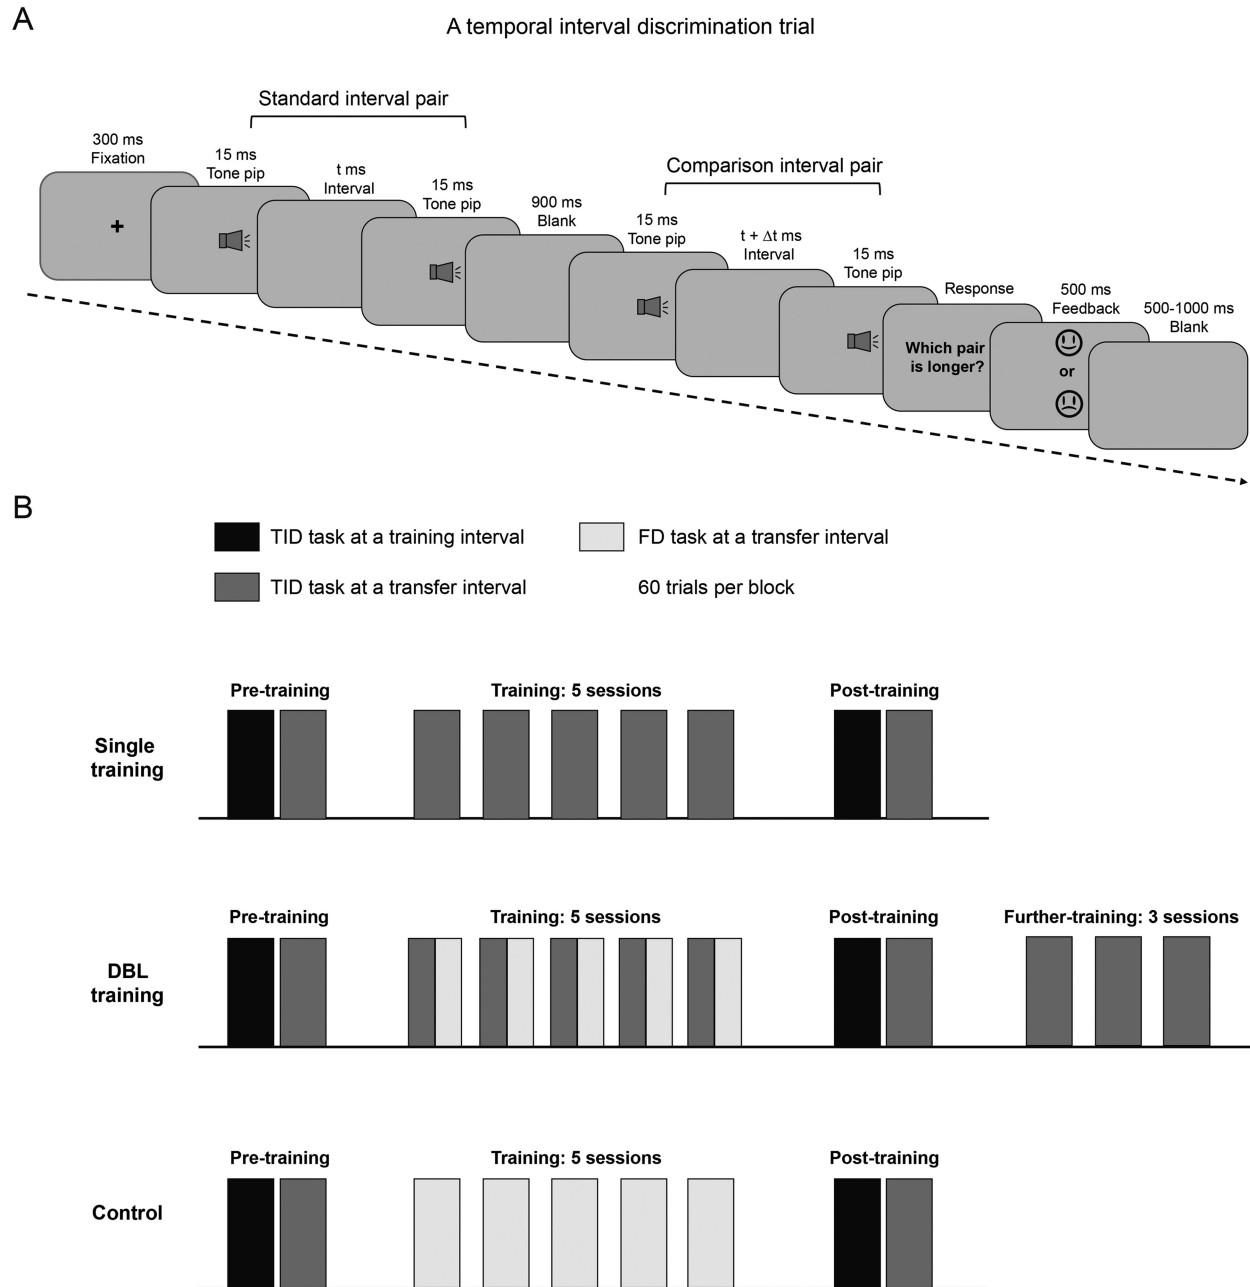 A
A temporal interval discrimination trial
Standard interval pair
Comparison interval pair
300 ms
Fixation
15 ms
Tone pip
t ms
Interval
15 ms
Tone pip
900 ms
Blank
15 ms
Tone pip
t + Δt ms
Interval
15 ms
Tone pip
Response
500 ms
Feedback
500-1000 ms
Blank
+
Which pair
is longer?
or
B
TID task at a training interval
FD task at a transfer interval
TID task at a transfer interval
60 trials per block
Pre-training
Training: 5 sessions
Post-training
Single
training
Pre-training
Training: 5 sessions
Post-training
Further-training: 3 sessions
DBL
training
Pre-training
Training: 5 sessions
Post-training
Control